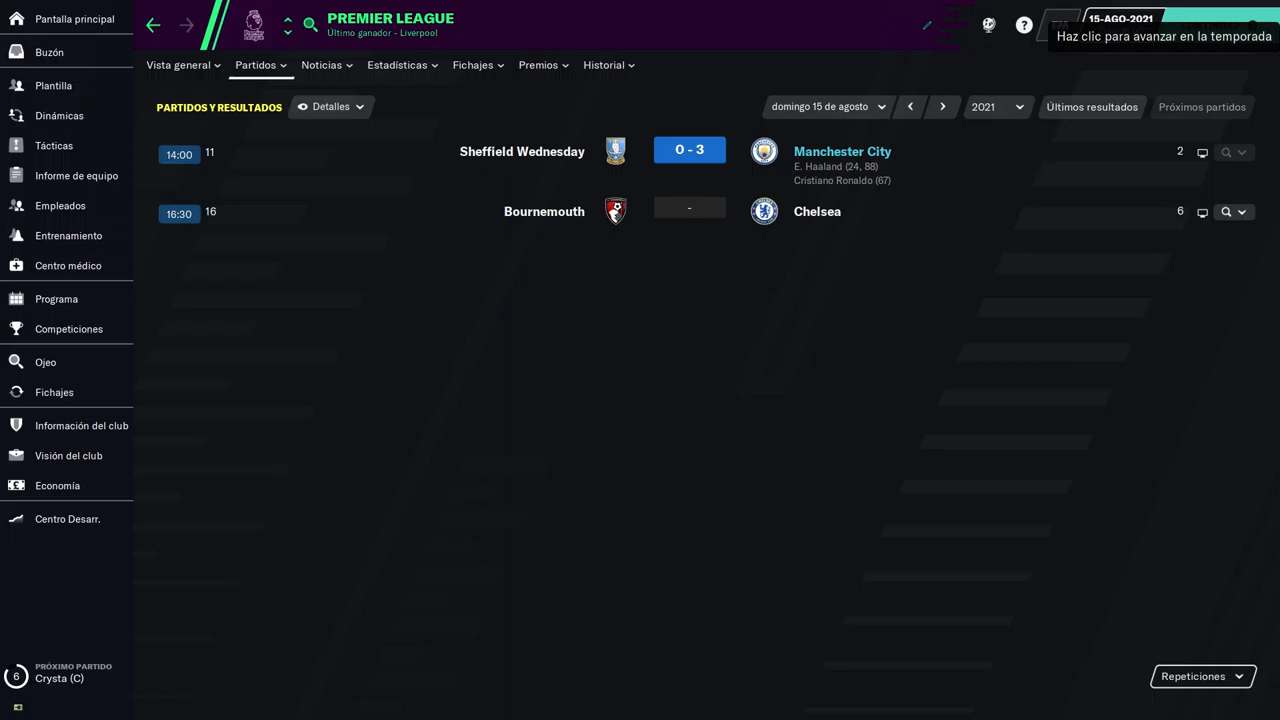 Pantalla principal
Buzón
Plantilla
Dinámicas
Tácticas
Informe de equipo
Empleados
Entrenamiento
Centro médico
Programa
Competiciones
Ojeo
Fichajes
Información del club
Visión del club
Economía
Centro Desarr.
PRÓXIMO PARTIDO
6 Crysta (C)
PREMIER LEAGUE
Último ganador - Liverpool
FM 15-AGO-2021
Haz clic para avanzar en la temporada
Vista general Partidos Noticias Estadísticas Fichajes Premios Historial
PARTIDOS Y RESULTADOS Detalles domingo 15 de agosto 2021 Últimos resultados Próximos partidos
14:00 11 Sheffield Wednesday 0 - 3 Manchester City 2
E. Haaland (24, 88)
Cristiano Ronaldo (67)
16:30 16 Bournemouth - Chelsea 6
Repeticiones